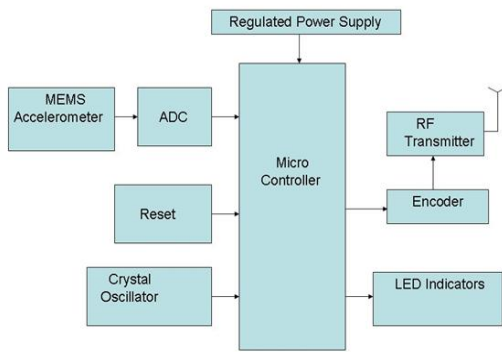 Regulated Power Supply
MEMS
Accelerometer
ADC
Micro
Controller
RF
Transmitter
Reset
Encoder
Crystal
Oscillator
LED Indicators